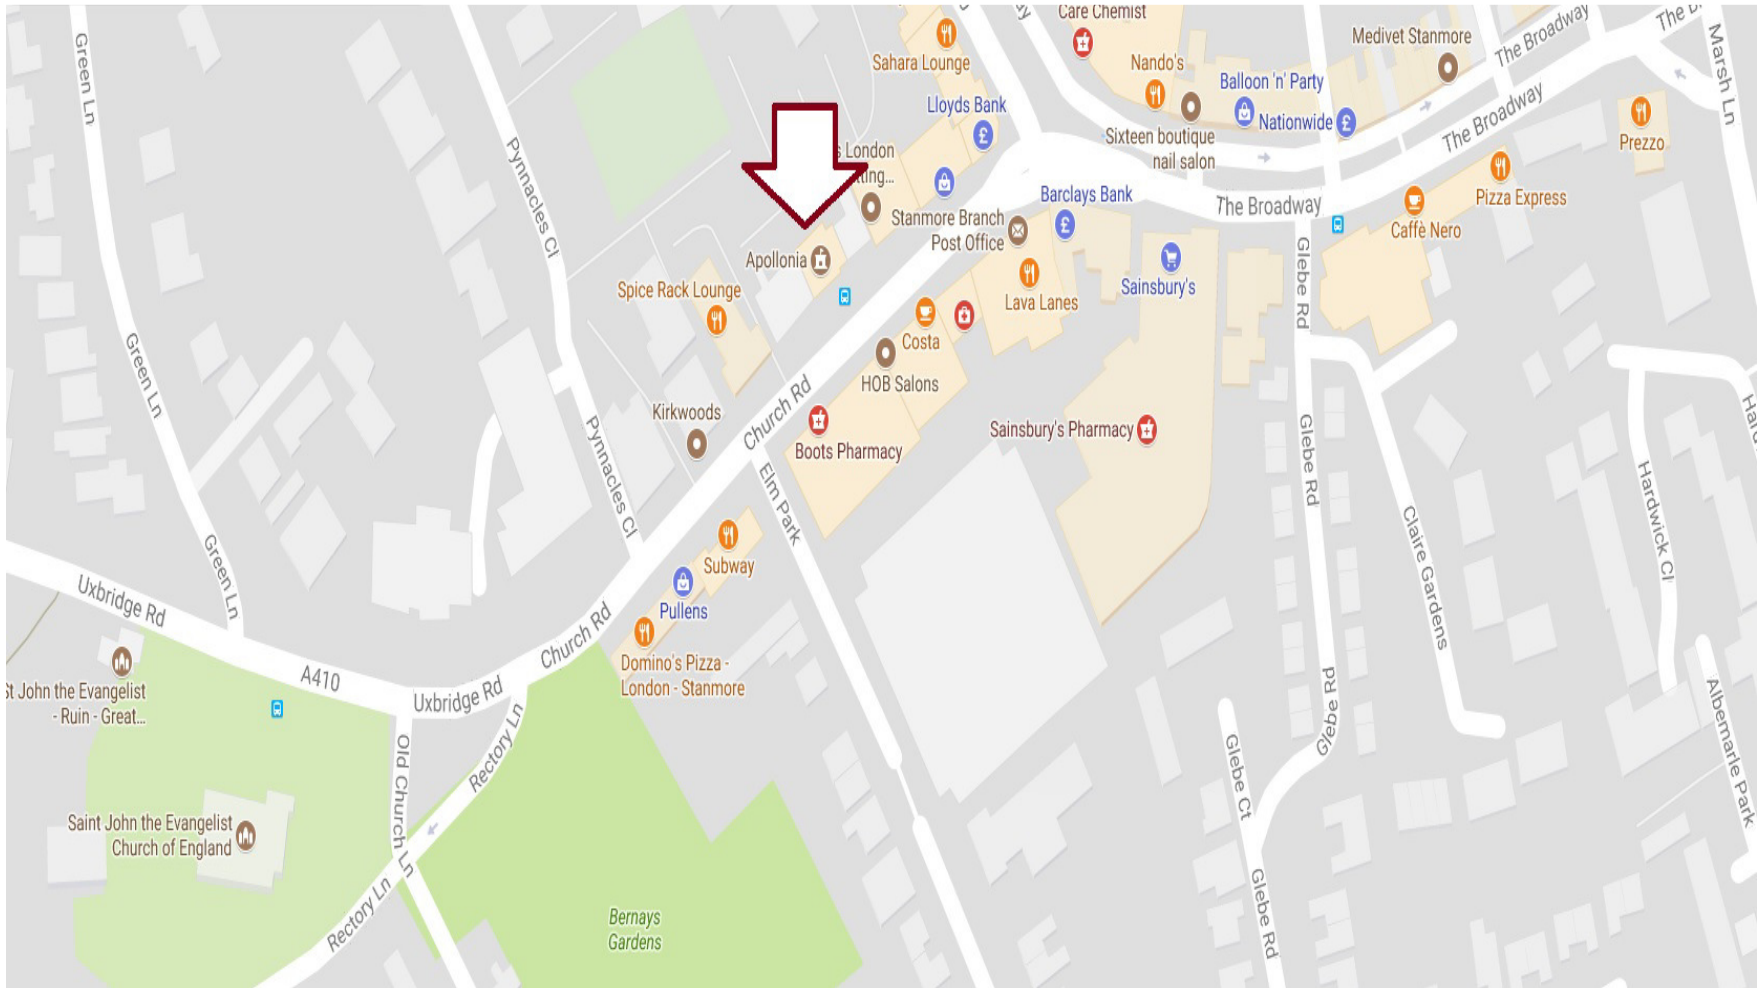 Care Chemist
The Broadway
The B
Green Ln
Sahara Lounge
Nando's
Medivet Stanmore
Marsh Ln
Balloon 'n' Party
Lloyds Bank
Nationwide
The Broadway
Prezzo
Pynnacles Cl
s London
Sixteen boutique
nail salon
Pizza Express
Barclays Bank
The Broadway
Stanmore Branch
Post Office
Caffè Nero
Apollonia
Spice Rack Lounge
Sainsbury's
Glebe Rd
Lava Lanes
Costa
Green Ln
HOB Salons
Church Rd
Kirkwoods
Boots Pharmacy
Sainsbury's Pharmacy
Glebe Rd
Pynnacles Cl
Elm Park
Hardwick Cl
Claire Gardens
Green Ln
Subway
Uxbridge Rd
Pullens
Church Rd
Domino's Pizza -
London - Stanmore
St John the Evangelist
- Ruin - Great...
A410
Uxbridge Rd
Glebe Rd
Albemarle Park
Rectory Ln
Old Church Ln
Glebe Ct
Saint John the Evangelist
Church of England
Rectory Ln
Bernays
Gardens
Glebe Rd